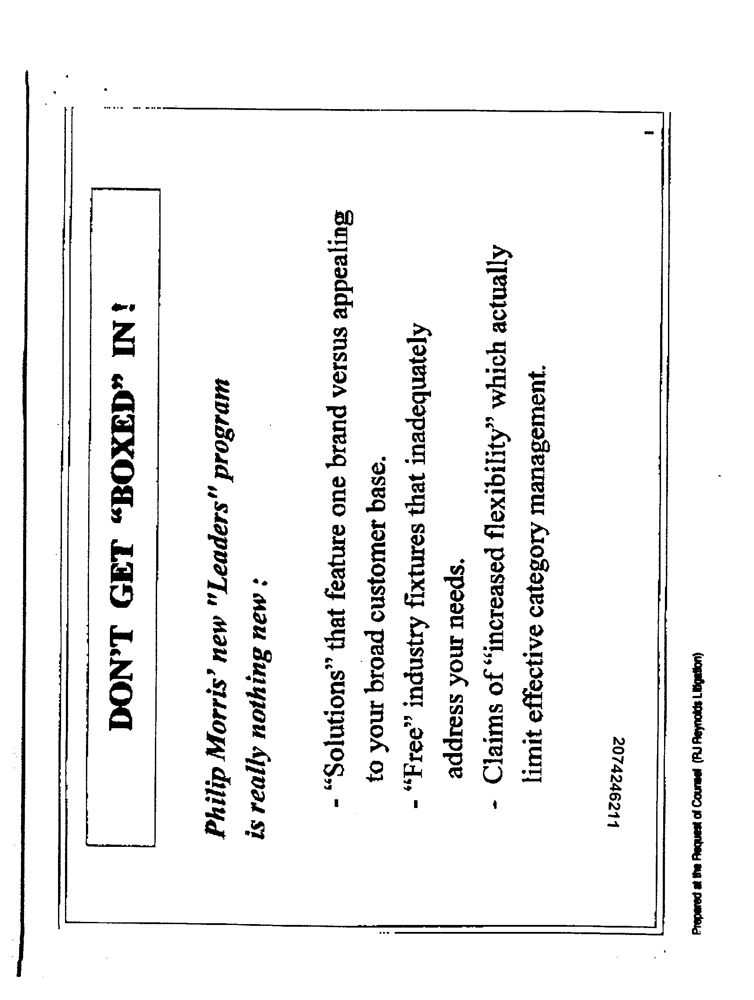 DON'T GET “BOXED” IN!
Philip Morris' new "Leaders" program
is really nothing new :
- “Solutions” that feature one brand versus appealing
to your broad customer base.
- “Free” industry fixtures that inadequately
address your needs.
- Claims of “increased flexibility” which actually
limit effective category management.
2074246211
Prepared at the Request of Counsel (RJ Reynolds Litigation)